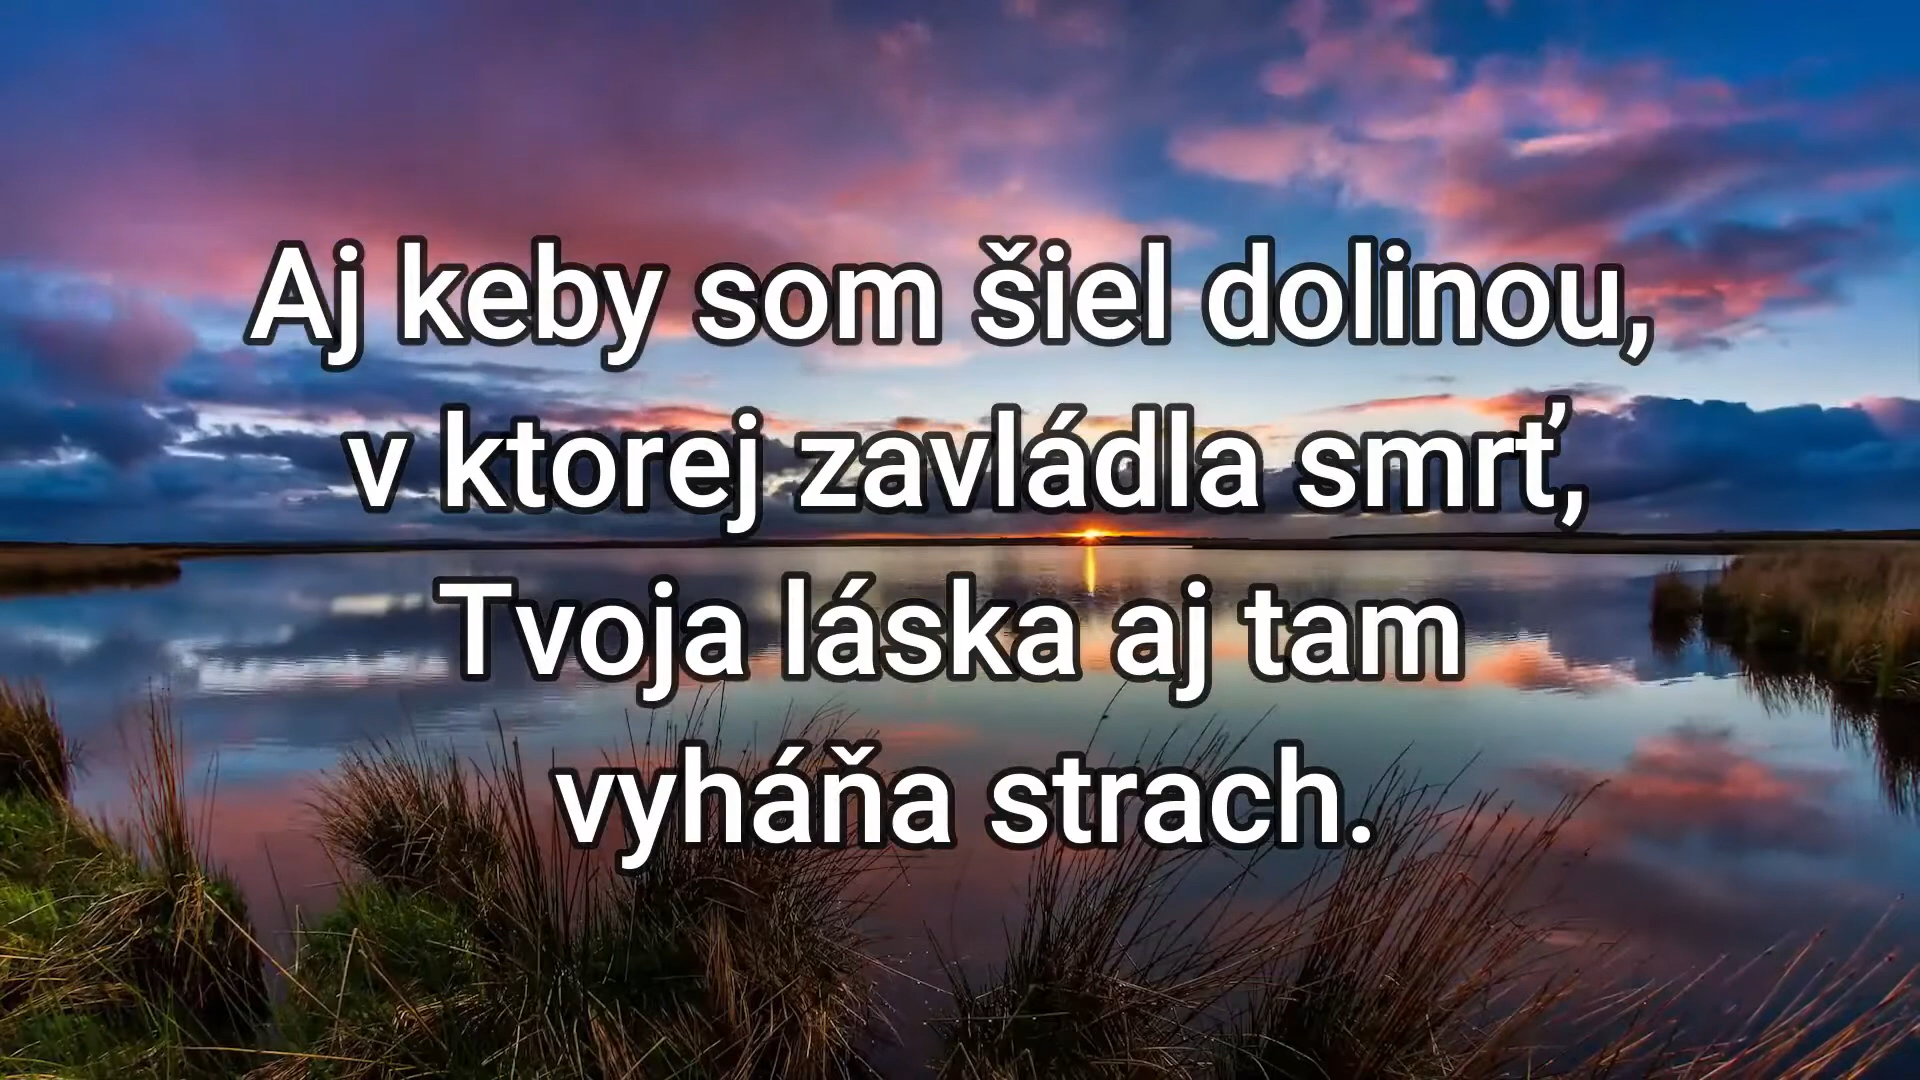 Aj keby som šiel dolinou,
v ktorej zavládla smrť,
Tvoja láska aj tam
vyháňa strach.